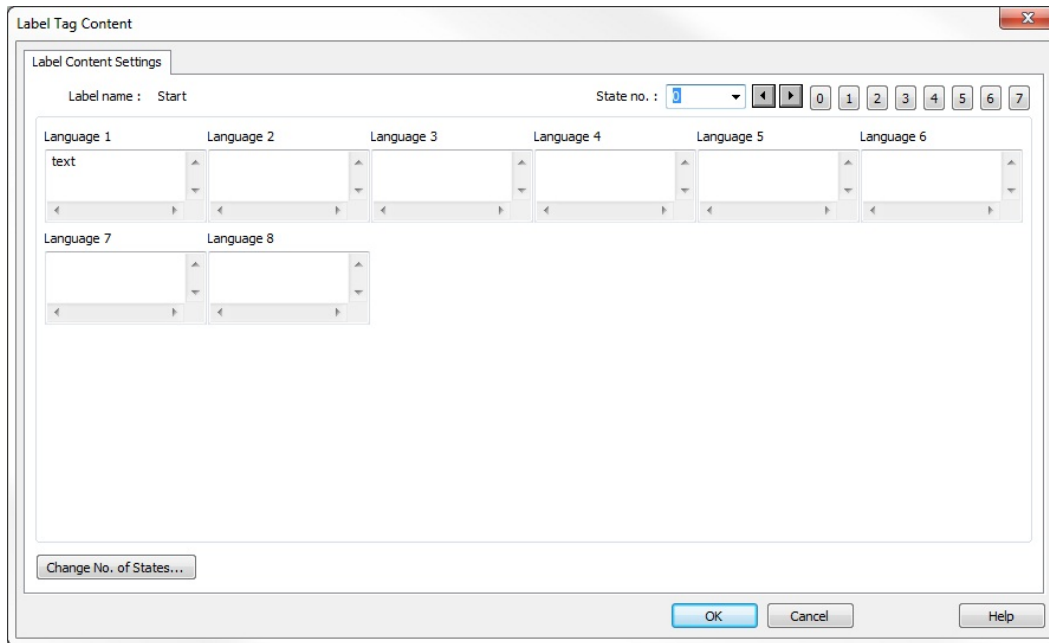 Label Tag Content
Label Content Settings
Label name : Start State no. : 0 0 1 2 3 4 5 6 7
Language 1 Language 2 Language 3 Language 4 Language 5 Language 6
text
Language 7 Language 8
Change No. of States...
OK Cancel Help